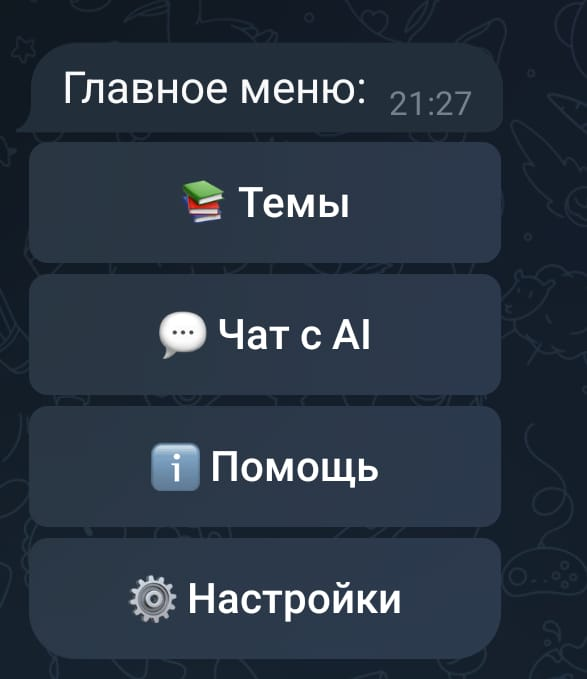 Главное меню: 21:27
📚 Темы
💬 Чат с AI
ℹ️ Помощь
⚙️ Настройки